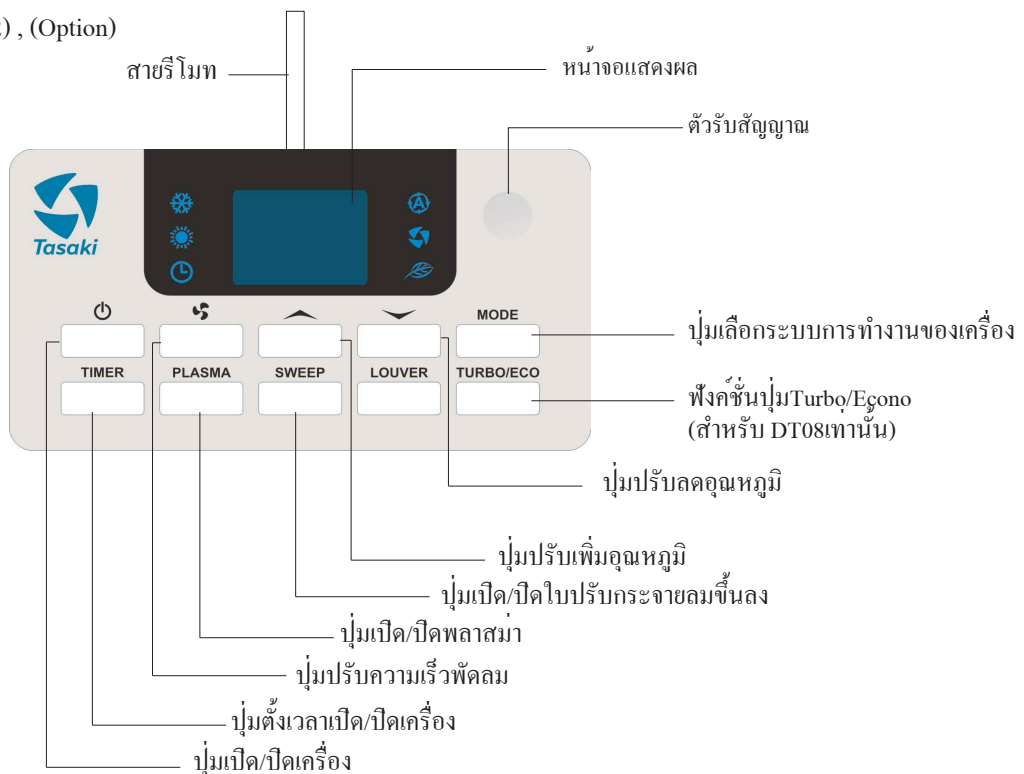 ) , (Option)
สายรีโมท
หน้าจอแสดงผล
ตัวรับสัญญาณ
Tasaki
MODE
ปุ่มเลือกระบบการทำงานของเครื่อง
TIMER
PLASMA
SWEEP
LOUVER
TURBO/ECO
ฟังค์ชั่นปุ่มTurbo/Econo
(สำหรับ DT08เท่านั้น)
ปุ่มปรับลดอุณหภูมิ
ปุ่มปรับเพิ่มอุณหภูมิ
ปุ่มเปิด/ปิดใบปรับกระจายลมขึ้นลง
ปุ่มเปิด/ปิดพลาสม่า
ปุ่มปรับความเร็วพัดลม
ปุ่มตั้งเวลาเปิด/ปิดเครื่อง
ปุ่มเปิด/ปิดเครื่อง